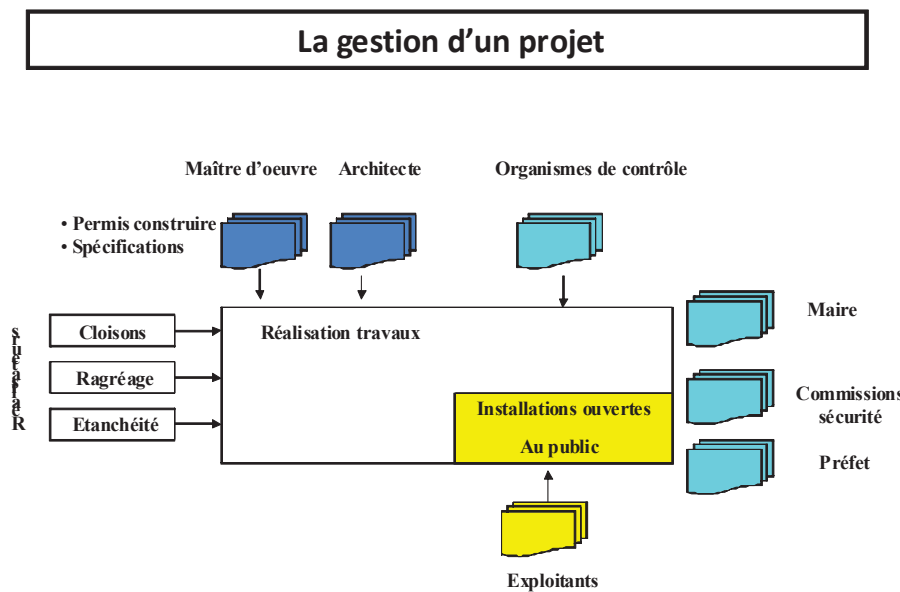 La gestion d'un projet
Maître d'oeuvre
Architecte
Organismes de contrôle
• Permis construire
• Spécifications
Réalisation travaux
Cloisons
Ragréage
Etanchéité
Installations ouvertes
Au public
Maire
Commissions
sécurité
Préfet
Exploitants